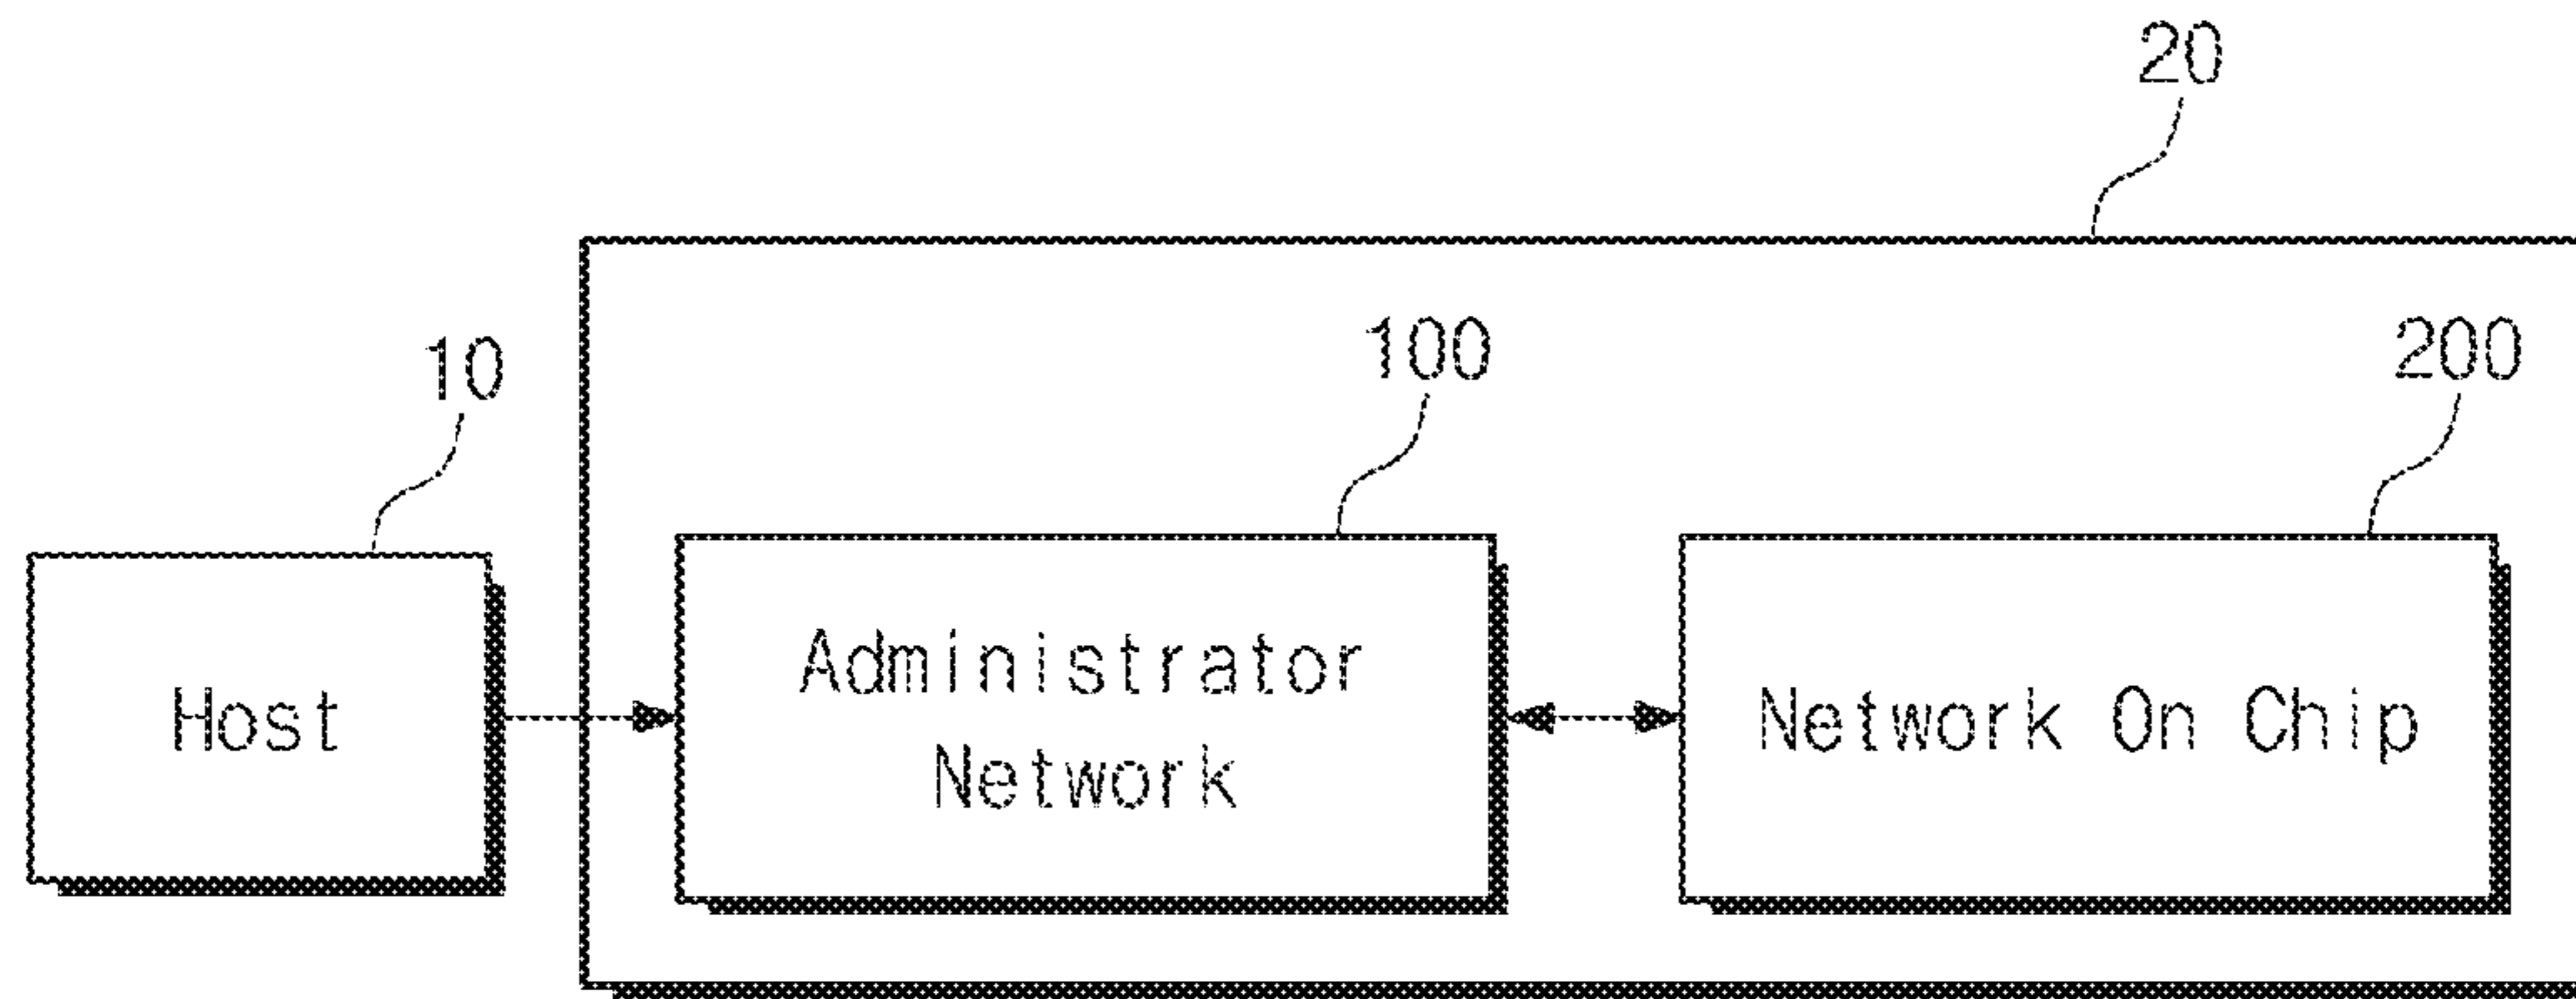 20
10
100
200
Host
Administrator
Network
Network On Chip